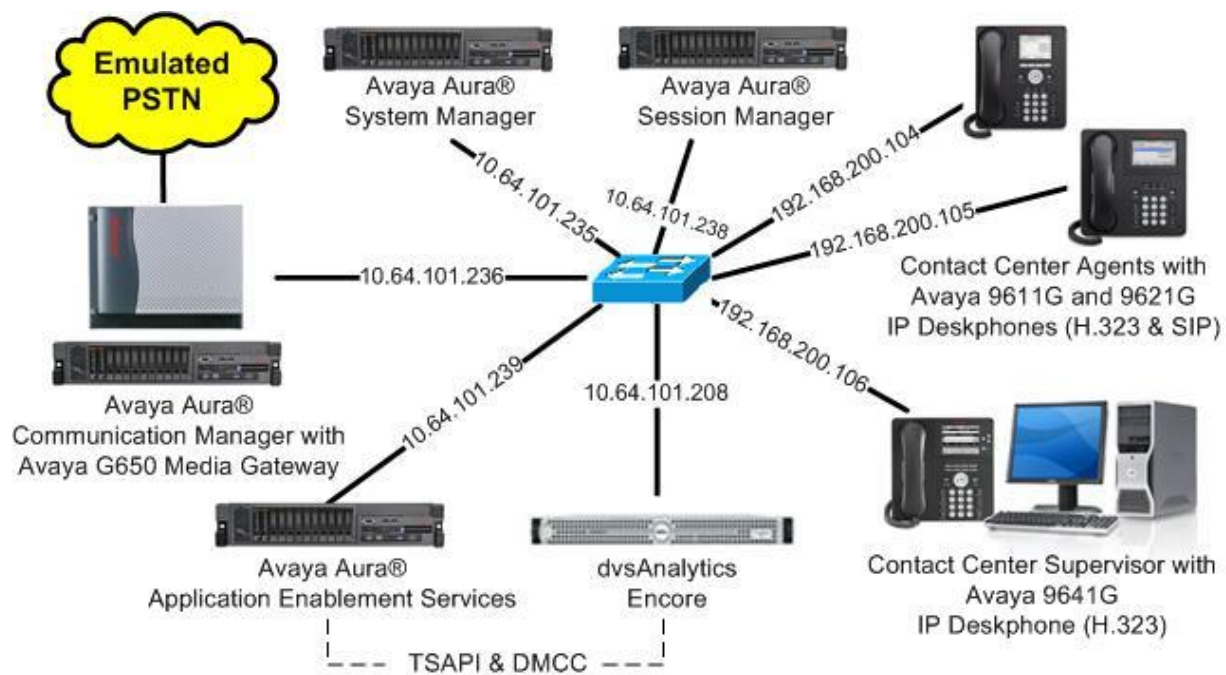 Emulated
PSTN
Avaya Aura®
System Manager
Avaya Aura®
Session Manager
10.64.101.235
10.64.101.238
192.168.200.104
192.168.200.105
10.64.101.236
Contact Center Agents with
Avaya 9611G and 9621G
IP Deskphones (H.323 & SIP)
192.168.200.106
10.64.101.239
10.64.101.208
Avaya Aura®
Communication Manager with
Avaya G650 Media Gateway
Avaya Aura®
Application Enablement Services
dvsAnalytics
Encore
Contact Center Supervisor with
Avaya 9641G
IP Deskphone (H.323)
TSAPI & DMCC